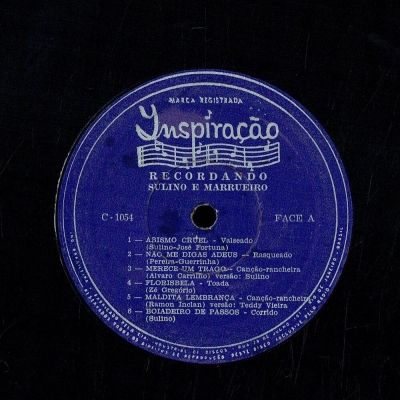 MARCA REGISTRADA
Inspiração
RECORDANDO
SULINO E MARRUEIRO
C - 1054
FACE A
1 — ABISMO CRUEL - Valseado
(Sulino-José Fortuna)
2 — NÃO ME DIGAS ADEUS — Rasqueado
(Pereira-Guerrinha)
3 — MERECE UM TRAGO - Canção-rancheira
(Alvaro Carrilho) versão: Sulino
4 — FLORISBELA - Toada
(Zé Gregório)
5 — MALDITA LEMBRANÇA - Canção-rancheira
(Ramon Inclan) versão: Teddy Vieira
6 — BOIADEIRO DE PASSOS - Corrido
(Sulino)